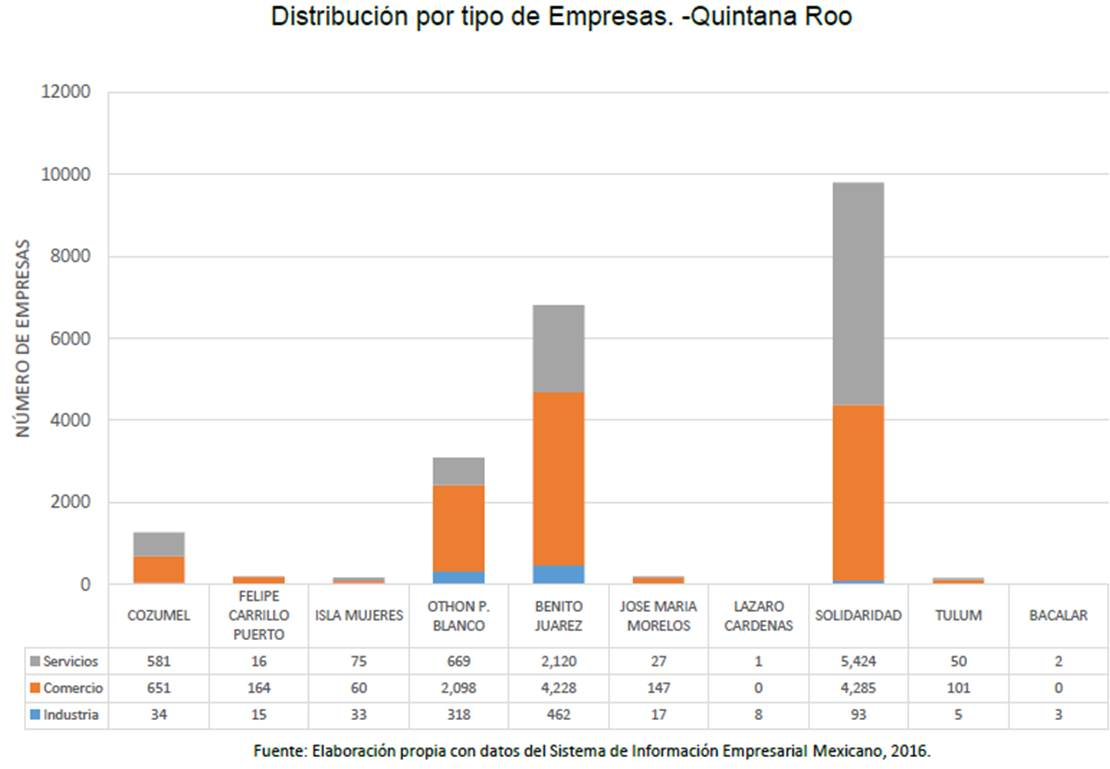 Distribución por tipo de Empresas. -Quintana Roo
12000
10000
8000
6000
4000
2000
0
NÚMERO DE EMPRESAS
COZUMEL FELIPE CARRILLO PUERTO ISLA MUJERES OTHON P. BLANCO BENITO JUAREZ JOSE MARIA MORELOS LAZARO CARDENAS SOLIDARIDAD TULUM BACALAR
Servicios 581 16 75 669 2,120 27 1 5,424 50 2
Comercio 651 164 60 2,098 4,228 147 0 4,285 101 0
Industria 34 15 33 318 462 17 8 93 5 3
Fuente: Elaboración propia con datos del Sistema de Información Empresarial Mexicano, 2016.